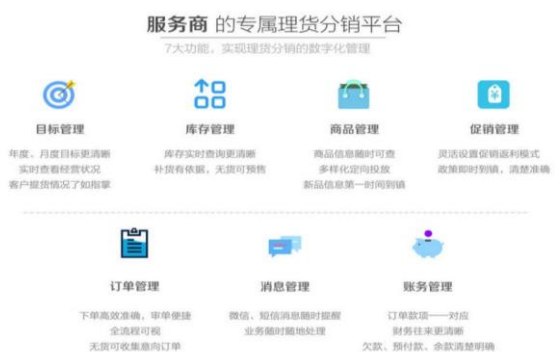 服务商 的专属理货分销平台
7大功能，实现理货分销的数字化管理
目标管理
年度、月度目标更清晰
实时查看经营状况
客户提货情况了如指掌
库存管理
库存实时查询更清晰
补货有依据，无货可预售
商品管理
商品信息随时可查
多样化定向投放
新品信息第一时间到镇
促销管理
灵活设置促销返利模式
政策即时到镇，清楚准确
订单管理
下单高效准确，审单便捷
全流程可视
无货可收集意向订单
消息管理
微信，短信消息随时提醒
业务随时随地处理
账务管理
订单款项一一对应
财务往来更清晰
欠款、预付款、余款清楚明确